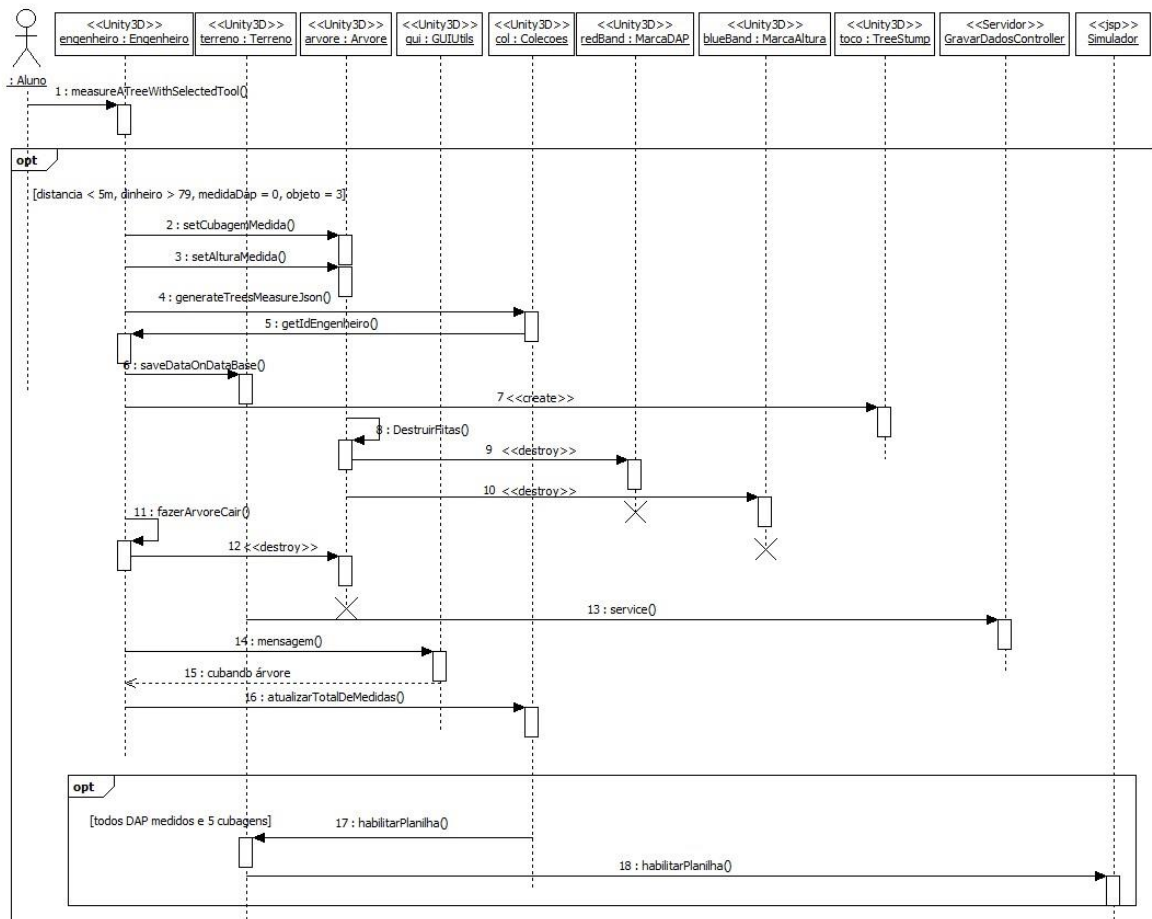 <<Unity3D>>
engenheiro : Engenheiro
<<Unity3D>>
terreno : Terreno
<<Unity3D>>
arvore : Arvore
<<Unity3D>>
gui : GUIUtils
<<Unity3D>>
col : Colecoes
<<Unity3D>>
redBand : MarcaDAP
<<Unity3D>>
blueBand : MarcaAltura
<<Unity3D>>
toco : TreeStump
<<Servidor>>
GravarDadosController
<<jsp>>
Simulador
: Aluno
1 : measureATreeWithSelectedTool()
opt
[distancia < 5m, dinheiro > 79, medidaDap = 0, objeto = 3]
2 : setCubagemMedida()
3 : setAlturaMedida()
4 : generateTreesMeasureJson()
5 : getIdEngenheiro()
6 : saveDataOnDataBase()
7 <<create>>
8 : DestruirFitas()
9 <<destroy>>
10 <<destroy>>
11 : fazerArvoreCair()
12 <<destroy>>
13 : service()
14 : mensagem()
15 : cubando árvore
16 : atualizarTotalDeMedidas()
opt
[todos DAP medidos e 5 cubagens]
17 : habilitarPlanilha()
18 : habilitarPlanilha()